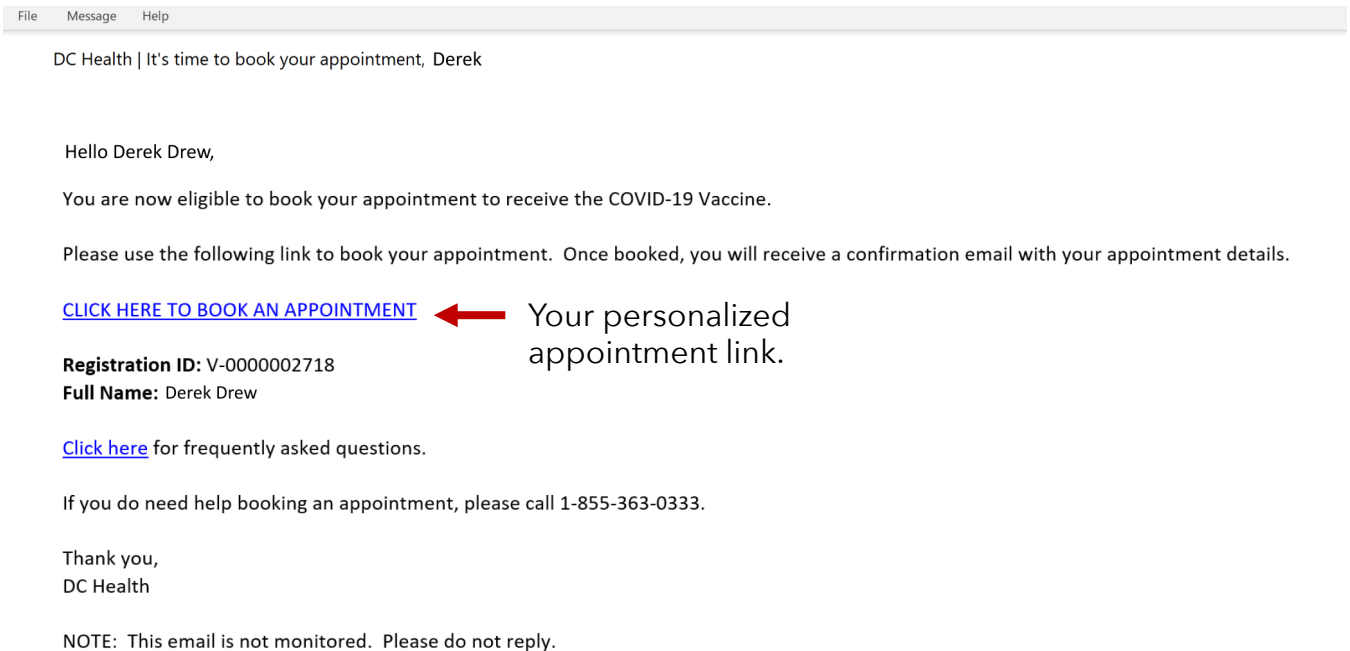 File Message Help
DC Health | It's time to book your appointment, Derek
Hello Derek Drew,
You are now eligible to book your appointment to receive the COVID-19 Vaccine.
Please use the following link to book your appointment.  Once booked, you will receive a confirmation email with your appointment details.
CLICK HERE TO BOOK AN APPOINTMENT
Your personalized
appointment link.
Registration ID: V-0000002718
Full Name: Derek Drew
Click here for frequently asked questions.
If you do need help booking an appointment, please call 1-855-363-0333.
Thank you,
DC Health
NOTE:  This email is not monitored.  Please do not reply.